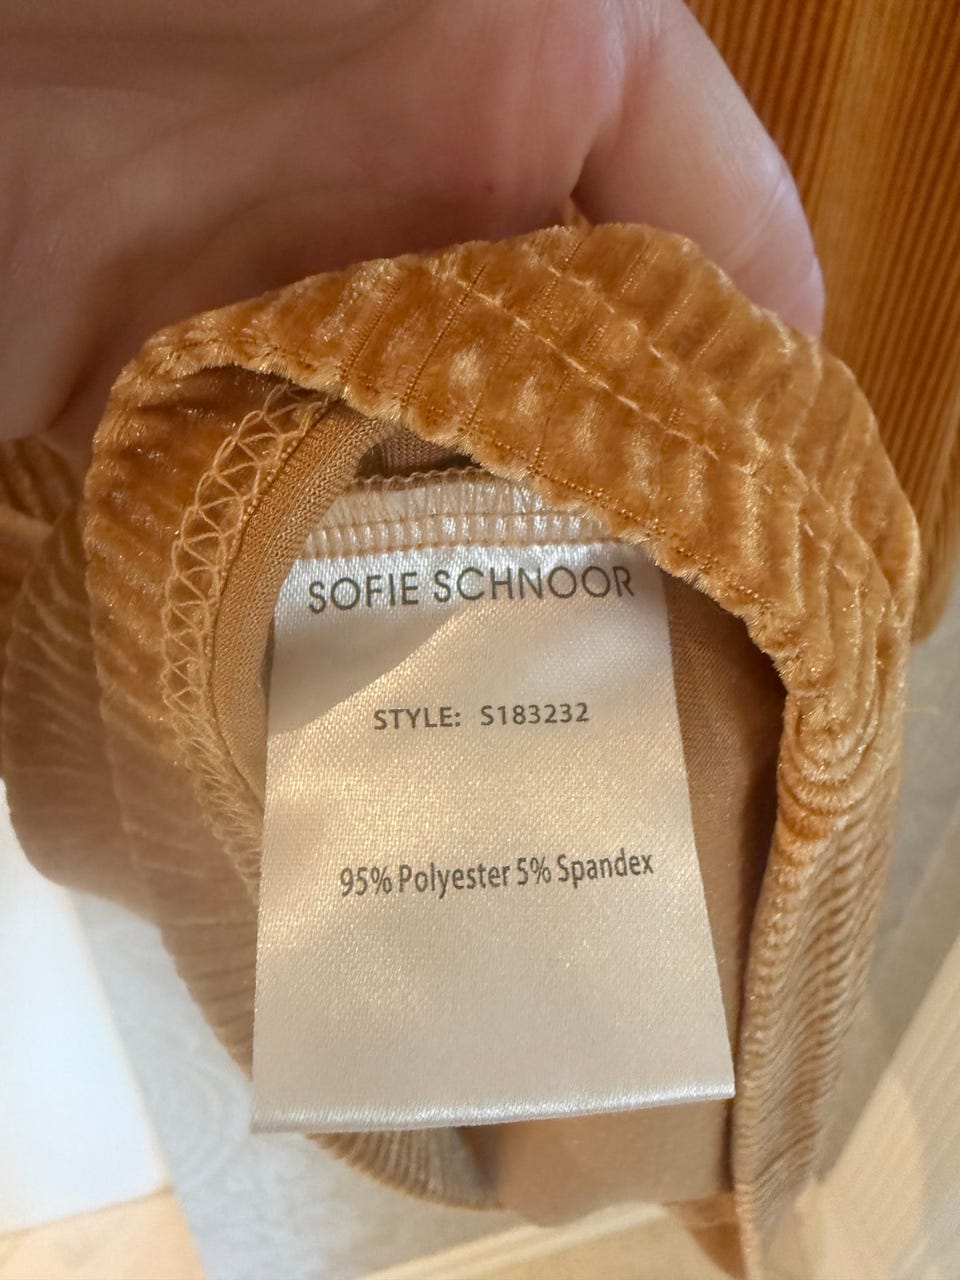 SOFIE SCHNOOR
STYLE: S183232
95% Polyester 5% Spandex